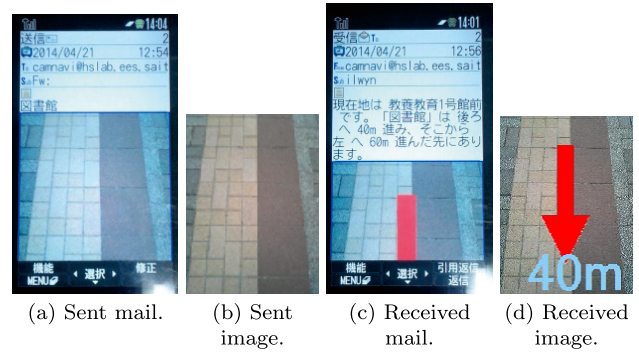 14:04
送信 2
2014/04/21 12:54
To camnavi@hslab.ees.sait
Sub Fw:
図書館
機能 選択 修正
MENU
(a) Sent mail.
(b) Sent image.
14:01
受信 To 2
2014/04/21 12:56
camnavi@hslab.ees.sait
Sub ilwyn
現在地は 教養教育1号館前
です。「図書館」は 後ろ
へ 40m 進み、そこから
左 へ 60m 進んだ先にあり
ます。
機能 選択 引用返信
MENU 返信
(c) Received mail.
40m
(d) Received image.